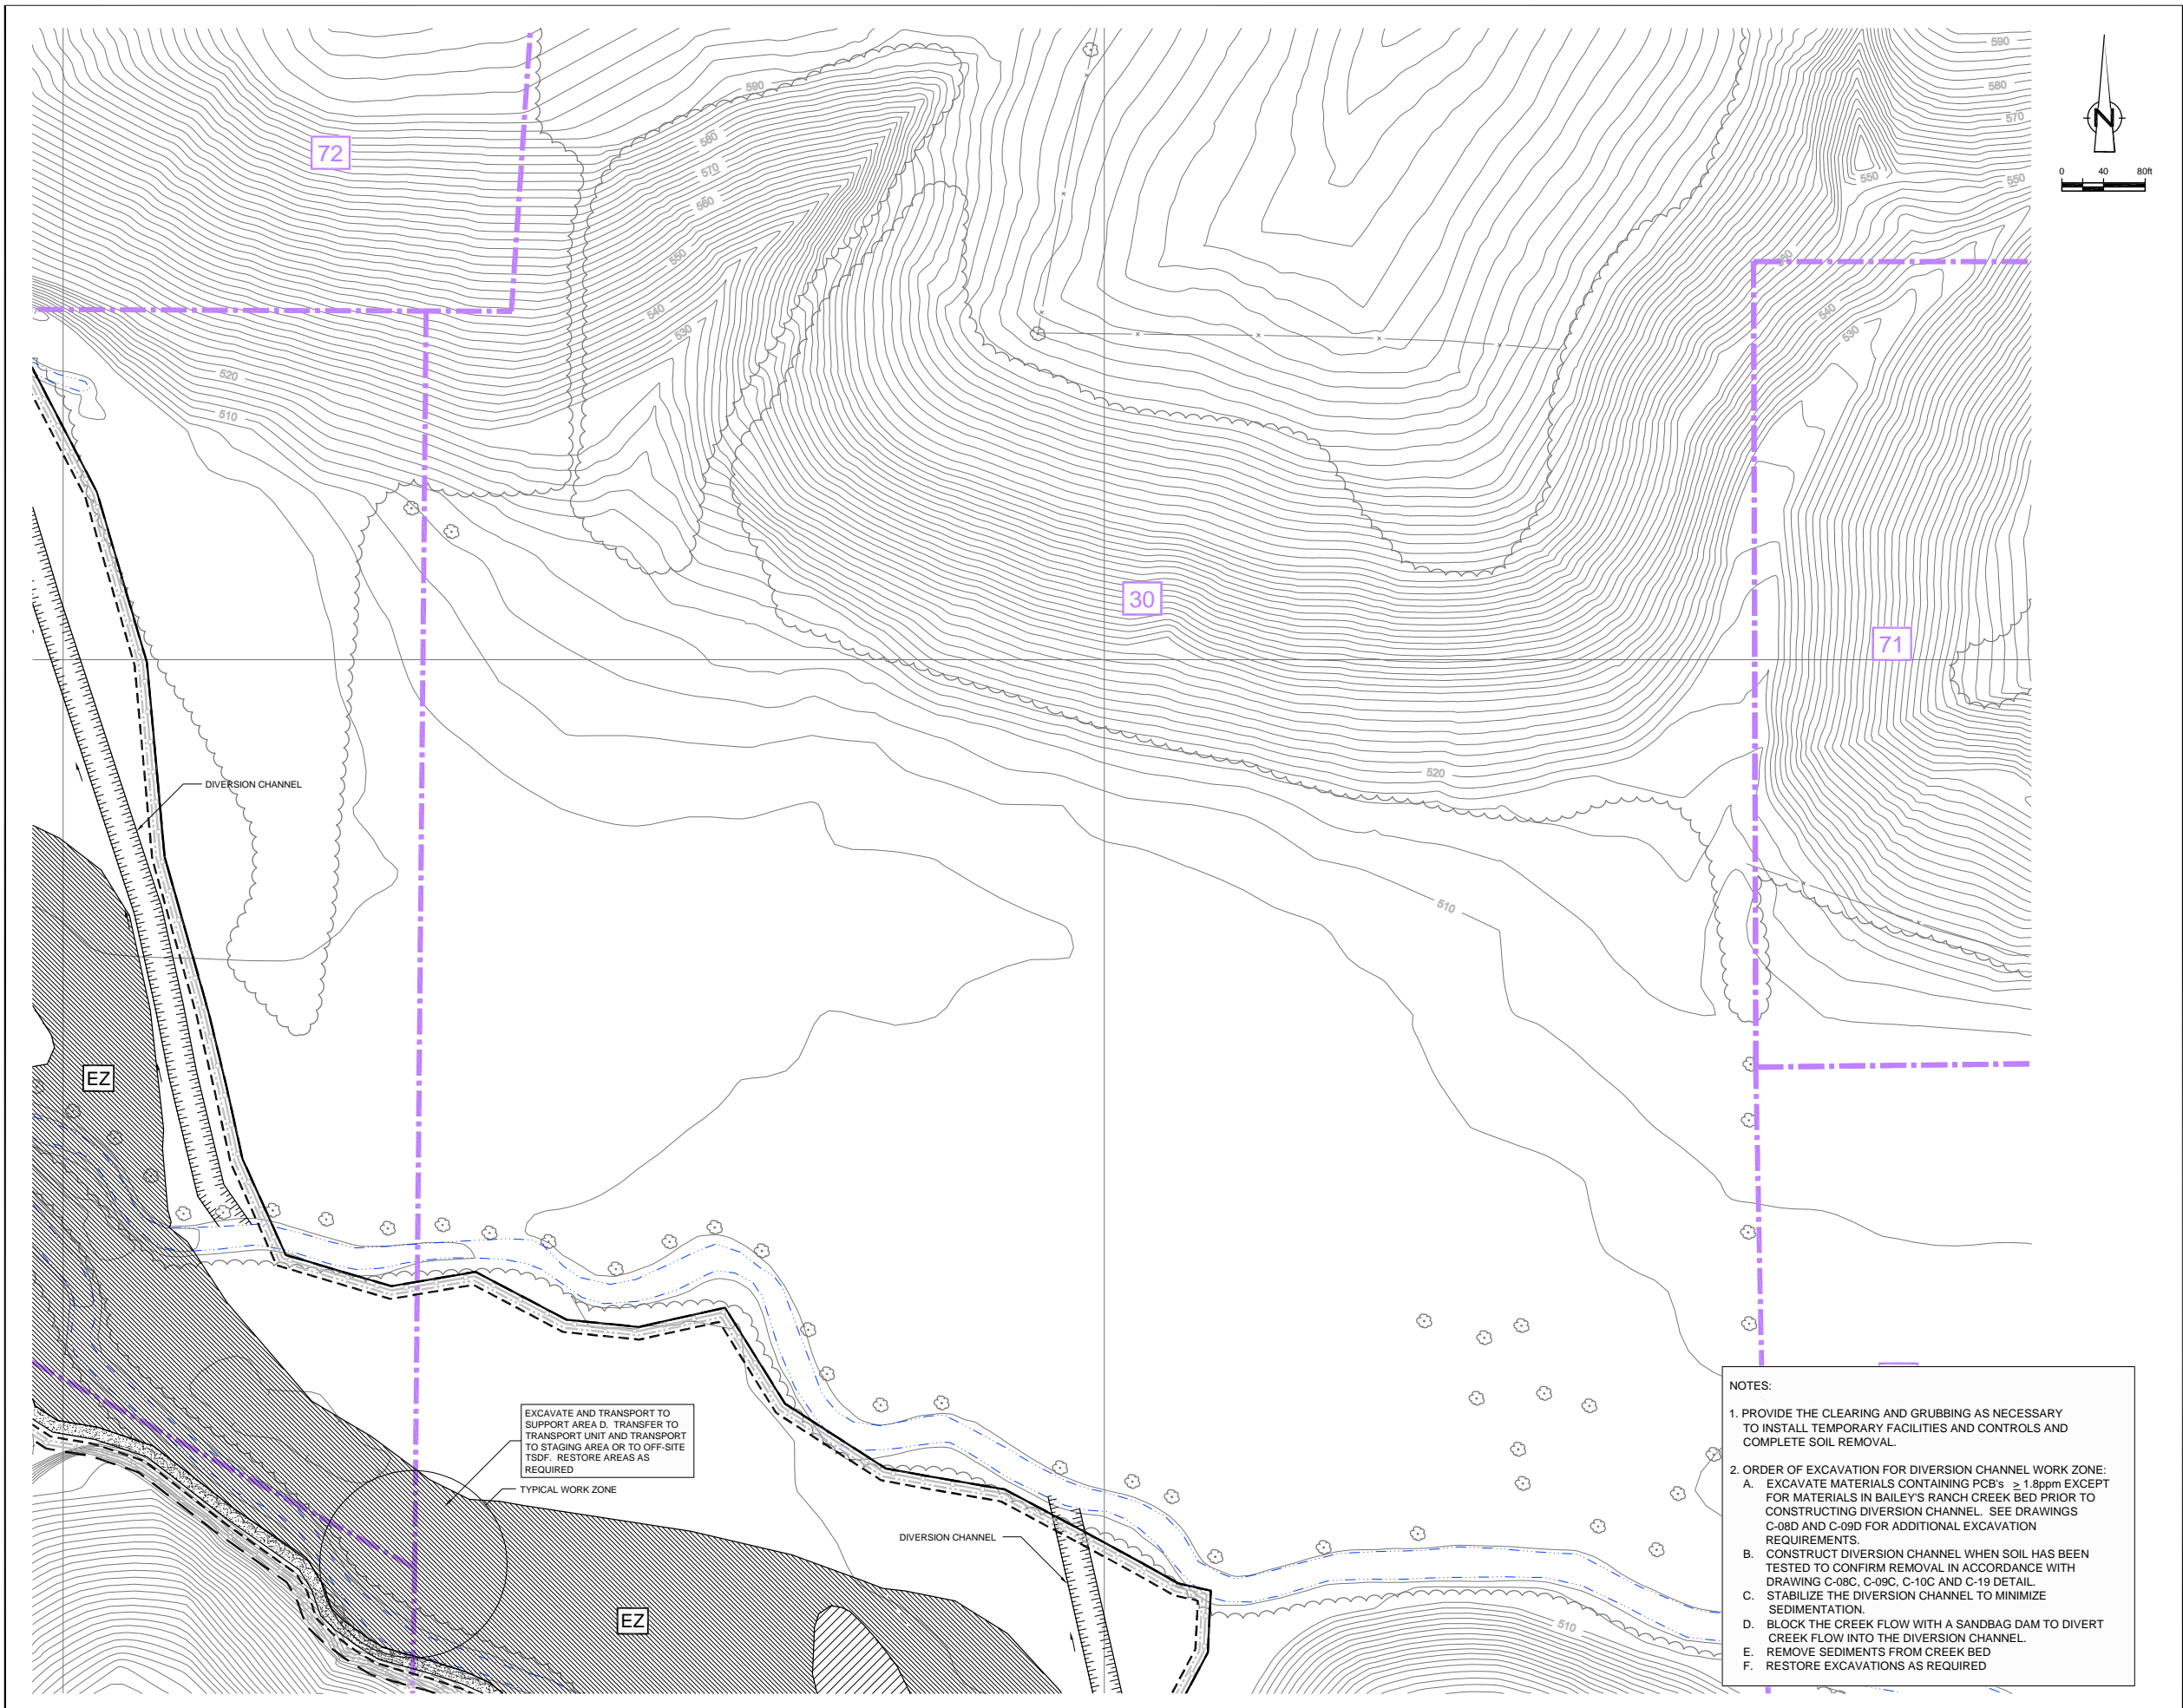 590
590
580
570
550
550
N
0 40 80ft
72
580
570
560
550
540
530
560
540
530
520
510
30
71
520
510
DIVERSION CHANNEL
EZ
EXCAVATE AND TRANSPORT TO
SUPPORT AREA D. TRANSFER TO
TRANSPORT UNIT AND TRANSPORT
TO STAGING AREA OR TO OFF-SITE
TSDF. RESTORE AREAS AS
REQUIRED
TYPICAL WORK ZONE
DIVERSION CHANNEL
EZ
510
NOTES:
1. PROVIDE THE CLEARING AND GRUBBING AS NECESSARY
TO INSTALL TEMPORARY FACILITIES AND CONTROLS AND
COMPLETE SOIL REMOVAL.
2. ORDER OF EXCAVATION FOR DIVERSION CHANNEL WORK ZONE:
A. EXCAVATE MATERIALS CONTAINING PCB's ≥ 1.8ppm EXCEPT
FOR MATERIALS IN BAILEY'S RANCH CREEK BED PRIOR TO
CONSTRUCTING DIVERSION CHANNEL. SEE DRAWINGS
C-08D AND C-09D FOR ADDITIONAL EXCAVATION
REQUIREMENTS.
B. CONSTRUCT DIVERSION CHANNEL WHEN SOIL HAS BEEN
TESTED TO CONFIRM REMOVAL IN ACCORDANCE WITH
DRAWING C-08C, C-09C, C-10C AND C-19 DETAIL.
C. STABILIZE THE DIVERSION CHANNEL TO MINIMIZE
SEDIMENTATION.
D. BLOCK THE CREEK FLOW WITH A SANDBAG DAM TO DIVERT
CREEK FLOW INTO THE DIVERSION CHANNEL.
E. REMOVE SEDIMENTS FROM CREEK BED
F. RESTORE EXCAVATIONS AS REQUIRED